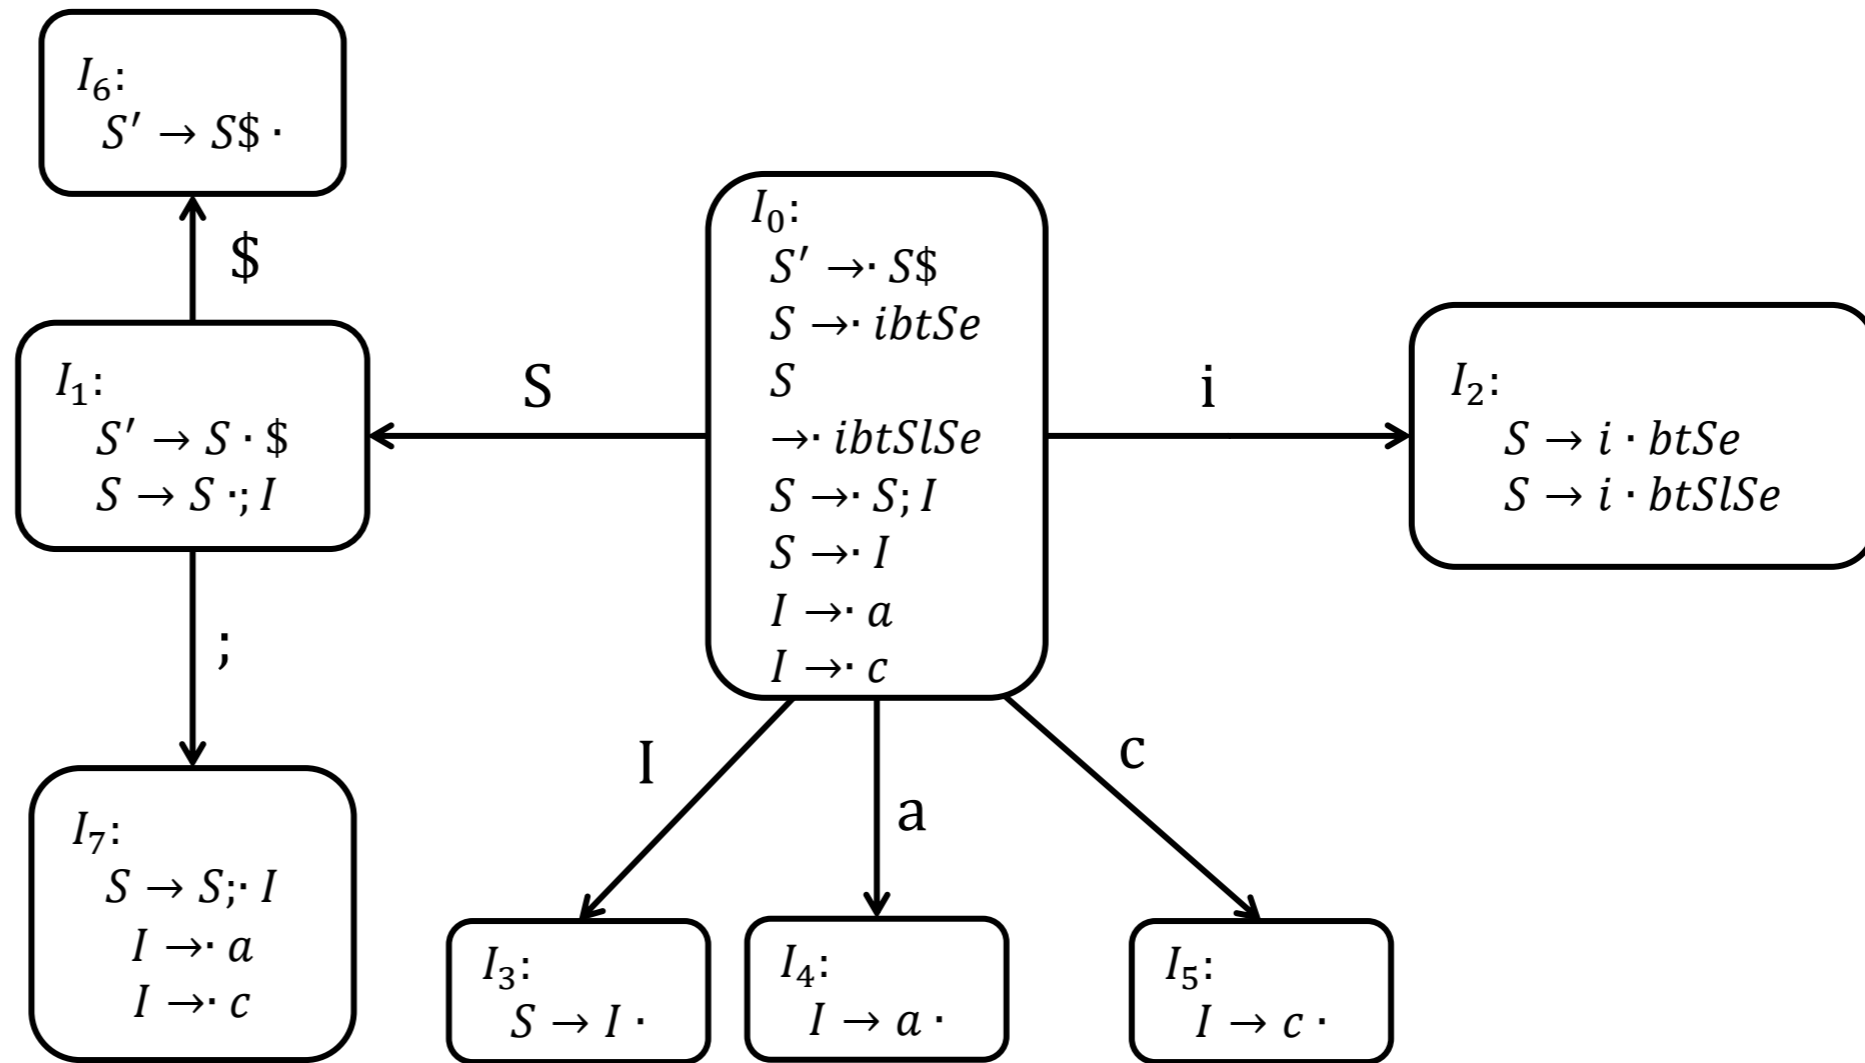 I₆:
S′ → S$ ·
$
I₁:
S′ → S · $
S → S ·; I
S
I₀:
S′ →· S$
S →· ibtSe
S
→· ibtSlSe
S →· S; I
S →· I
I →· a
I →· c
i
I₂:
S → i · btSe
S → i · btSlSe
;
I₇:
S → S;· I
I →· a
I →· c
I
a
c
I₃:
S → I ·
I₄:
I → a ·
I₅:
I → c ·